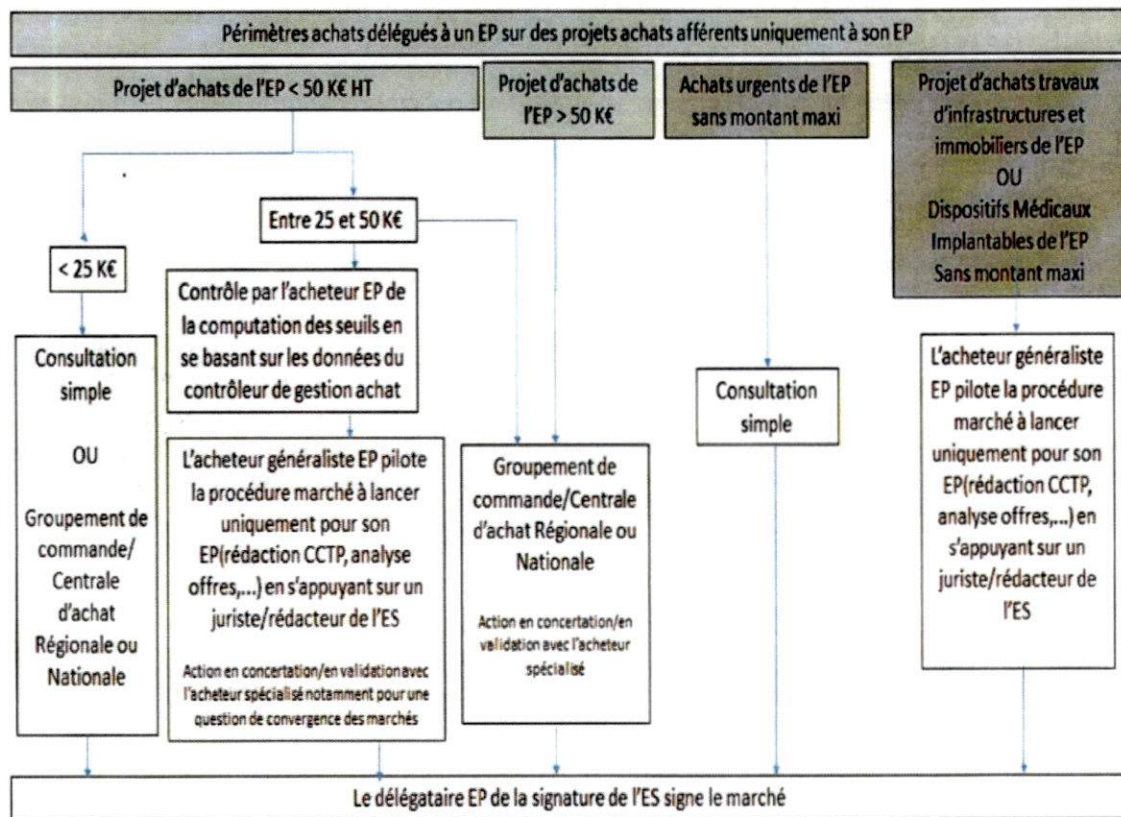 Périmètres achats délégués à un EP sur des projets achats afférents uniquement à son EP
Projet d'achats de l'EP < 50 K€ HT
Projet d'achats de
l'EP > 50 K€
Achats urgents de l'EP
sans montant maxi
Projet d'achats travaux
d'infrastructures et
immobiliers de l'EP
OU
Dispositifs Médicaux
Implantables de l'EP
Sans montant maxi
< 25 K€
Entre 25 et 50 K€
Consultation
simple
OU
Groupement de
commande/
Centrale
d'achat
Régionale ou
Nationale
Contrôle par l'acheteur EP de
la computation des seuils en
se basant sur les données du
contrôleur de gestion achat
L'acheteur généraliste EP pilote
la procédure marché à lancer
uniquement pour son
EP(rédaction CCTP, analyse
offres,...) en s'appuyant sur un
juriste/rédacteur de l'ES
Action en concertation/en validation avec
l'acheteur spécialisé notamment pour une
question de convergence des marchés
Groupement de
commande/Centrale
d'achat Régionale ou
Nationale
Action en concertation/en
validation avec l'acheteur
spécialisé
Consultation
simple
L'acheteur généraliste
EP pilote la procédure
marché à lancer
uniquement pour son
EP(rédaction CCTP,
analyse offres,...) en
s'appuyant sur un
juriste/rédacteur de
l'ES
Le délégataire EP de la signature de l'ES signe le marché